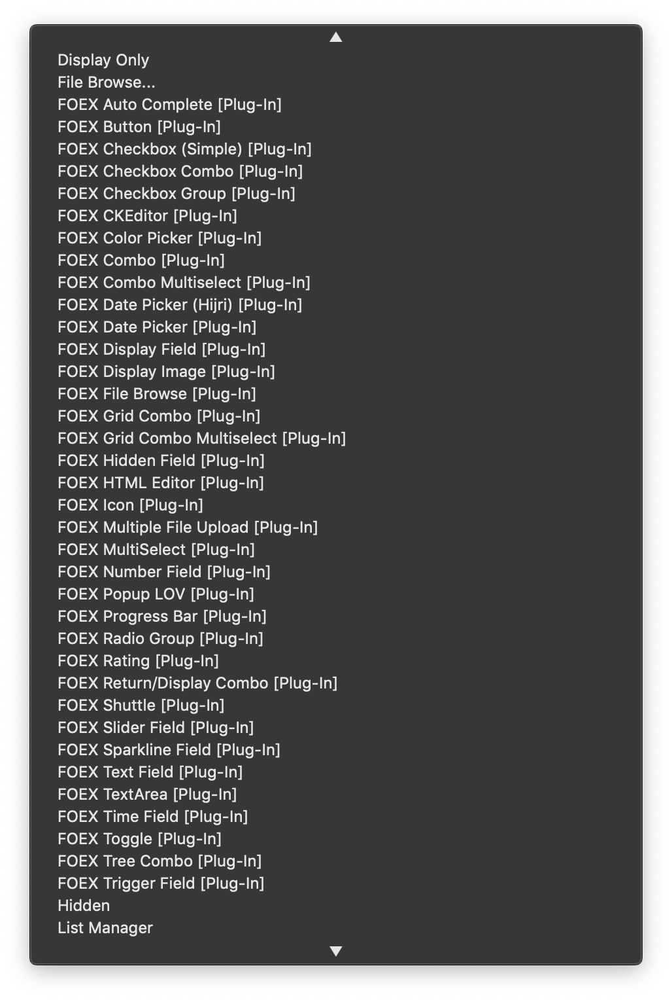 Display Only
File Browse...
FOEX Auto Complete [Plug-In]
FOEX Button [Plug-In]
FOEX Checkbox (Simple) [Plug-In]
FOEX Checkbox Combo [Plug-In]
FOEX Checkbox Group [Plug-In]
FOEX CKEditor [Plug-In]
FOEX Color Picker [Plug-In]
FOEX Combo [Plug-In]
FOEX Combo Multiselect [Plug-In]
FOEX Date Picker (Hijri) [Plug-In]
FOEX Date Picker [Plug-In]
FOEX Display Field [Plug-In]
FOEX Display Image [Plug-In]
FOEX File Browse [Plug-In]
FOEX Grid Combo [Plug-In]
FOEX Grid Combo Multiselect [Plug-In]
FOEX Hidden Field [Plug-In]
FOEX HTML Editor [Plug-In]
FOEX Icon [Plug-In]
FOEX Multiple File Upload [Plug-In]
FOEX MultiSelect [Plug-In]
FOEX Number Field [Plug-In]
FOEX Popup LOV [Plug-In]
FOEX Progress Bar [Plug-In]
FOEX Radio Group [Plug-In]
FOEX Rating [Plug-In]
FOEX Return/Display Combo [Plug-In]
FOEX Shuttle [Plug-In]
FOEX Slider Field [Plug-In]
FOEX Sparkline Field [Plug-In]
FOEX Text Field [Plug-In]
FOEX TextArea [Plug-In]
FOEX Time Field [Plug-In]
FOEX Toggle [Plug-In]
FOEX Tree Combo [Plug-In]
FOEX Trigger Field [Plug-In]
Hidden
List Manager